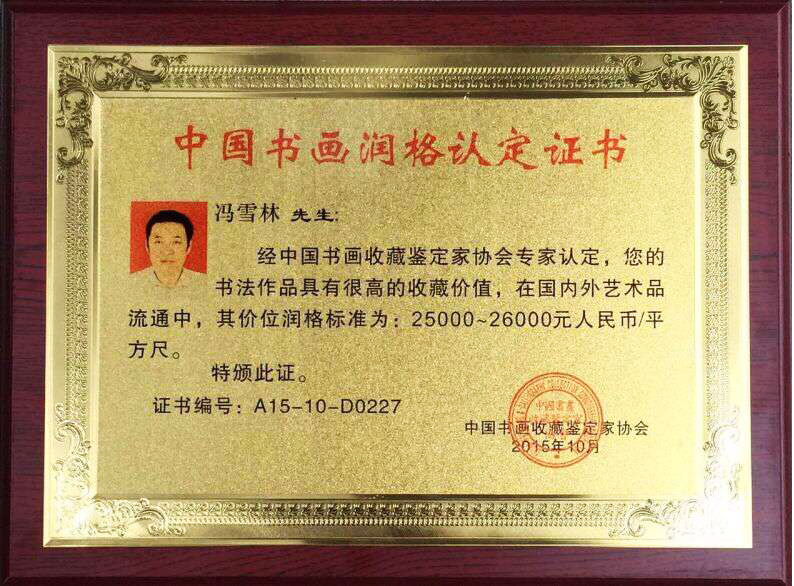 中国书画润格认定证书
冯雪林 先生:
经中国书画收藏鉴定家协会专家认定，您的
书法作品具有很高的收藏价值，在国内外艺术品
流通中，其价位润格标准为：25000~26000元人民币/平
方尺。
特颁此证。
证书编号：A15-10-D0227
中国书画收藏鉴定家协会
2015年10月